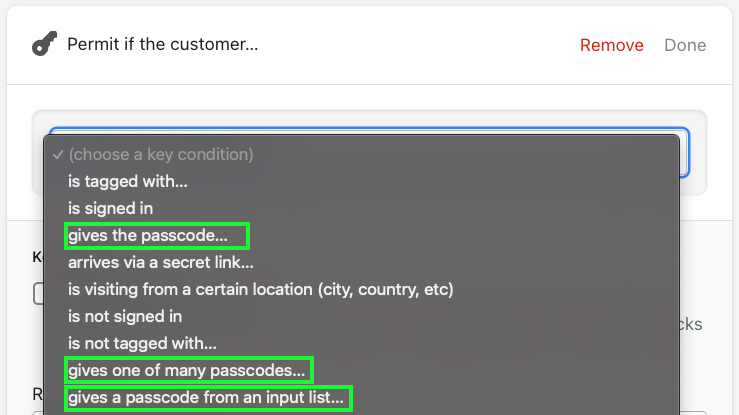 Permit if the customer...
Remove
Done
✓ (choose a key condition)
is tagged with...
is signed in
gives the passcode...
arrives via a secret link...
is visiting from a certain location (city, country, etc)
is not signed in
cks
is not tagged with...
gives one of many passcodes...
gives a passcode from an input list...